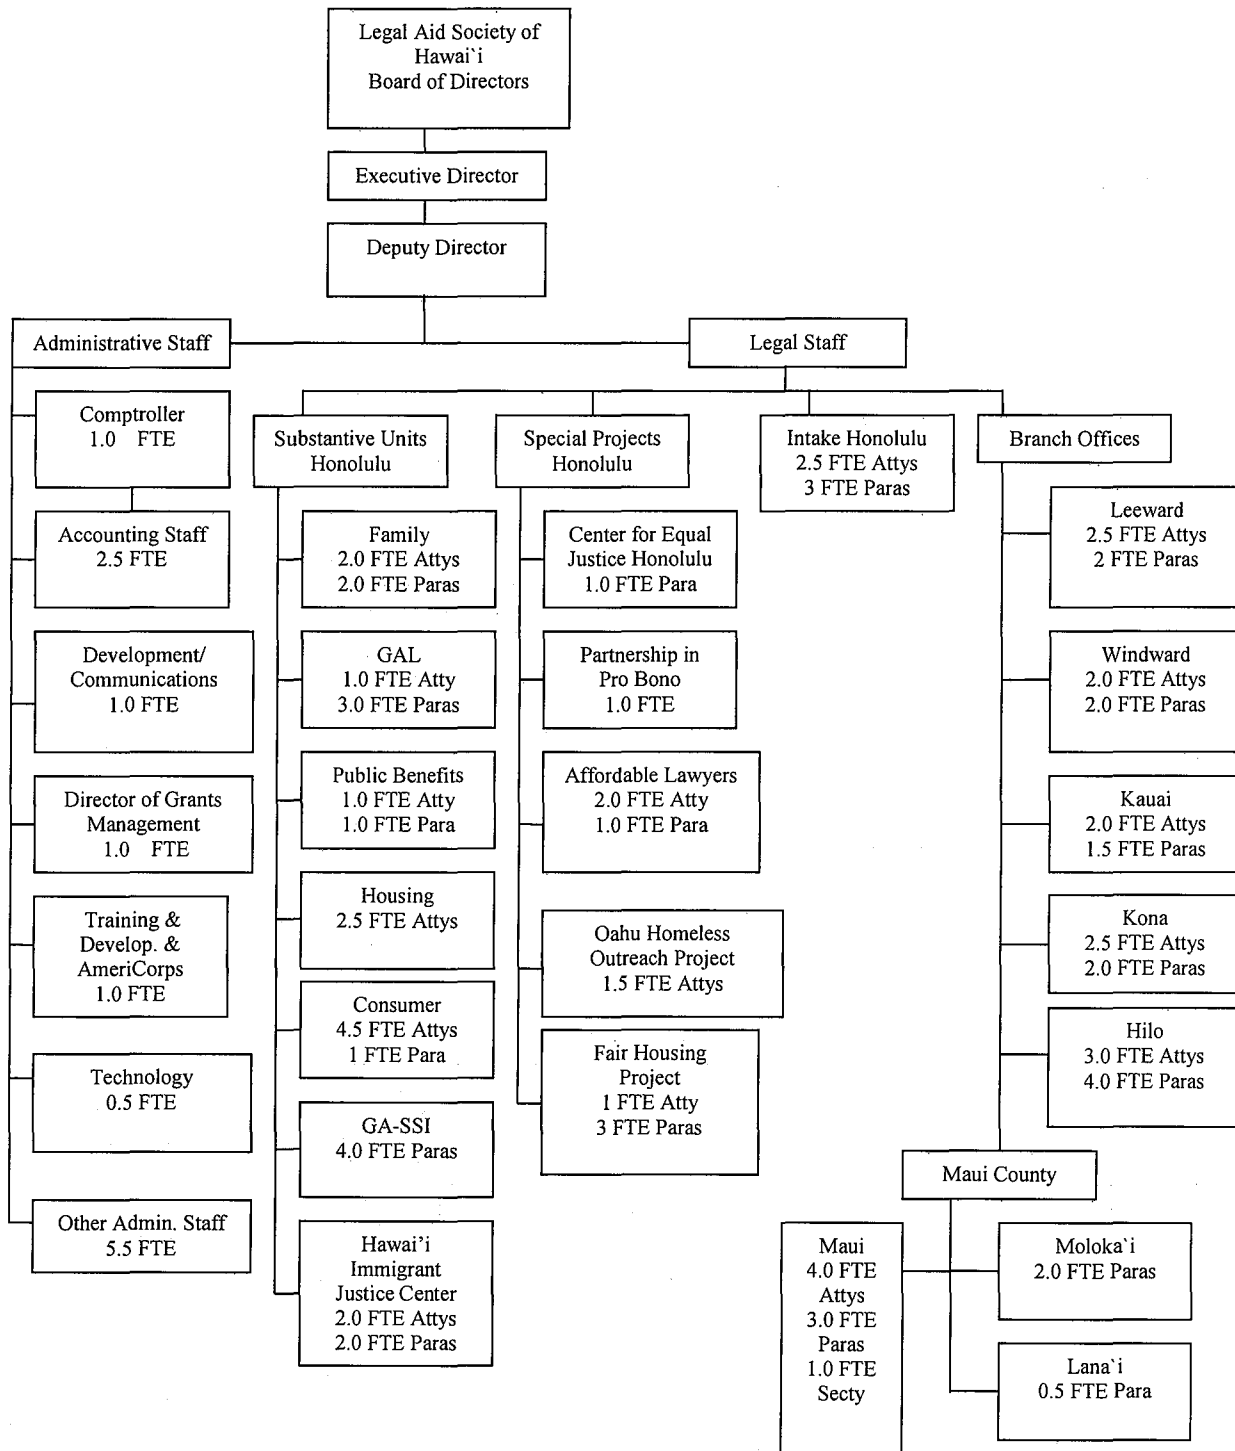 Legal Aid Society of
Hawai`i
Board of Directors
Executive Director
Deputy Director
Administrative Staff
Legal Staff
Comptroller
1.0 FTE
Accounting Staff
2.5 FTE
Development/
Communications
1.0 FTE
Director of Grants
Management
1.0 FTE
Training &
Develop. &
AmeriCorps
1.0 FTE
Technology
0.5 FTE
Other Admin. Staff
5.5 FTE
Substantive Units
Honolulu
Family
2.0 FTE Attys
2.0 FTE Paras
GAL
1.0 FTE Atty
3.0 FTE Paras
Public Benefits
1.0 FTE Atty
1.0 FTE Para
Housing
2.5 FTE Attys
Consumer
4.5 FTE Attys
1 FTE Para
GA-SSI
4.0 FTE Paras
Hawai'i
Immigrant
Justice Center
2.0 FTE Attys
2.0 FTE Paras
Special Projects
Honolulu
Center for Equal
Justice Honolulu
1.0 FTE Para
Partnership in
Pro Bono
1.0 FTE
Affordable Lawyers
2.0 FTE Atty
1.0 FTE Para
Oahu Homeless
Outreach Project
1.5 FTE Attys
Fair Housing
Project
1 FTE Atty
3 FTE Paras
Intake Honolulu
2.5 FTE Attys
3 FTE Paras
Branch Offices
Leeward
2.5 FTE Attys
2 FTE Paras
Windward
2.0 FTE Attys
2.0 FTE Paras
Kauai
2.0 FTE Attys
1.5 FTE Paras
Kona
2.5 FTE Attys
2.0 FTE Paras
Hilo
3.0 FTE Attys
4.0 FTE Paras
Maui County
Maui
4.0 FTE
Attys
3.0 FTE
Paras
1.0 FTE
Secty
Moloka`i
2.0 FTE Paras
Lana`i
0.5 FTE Para